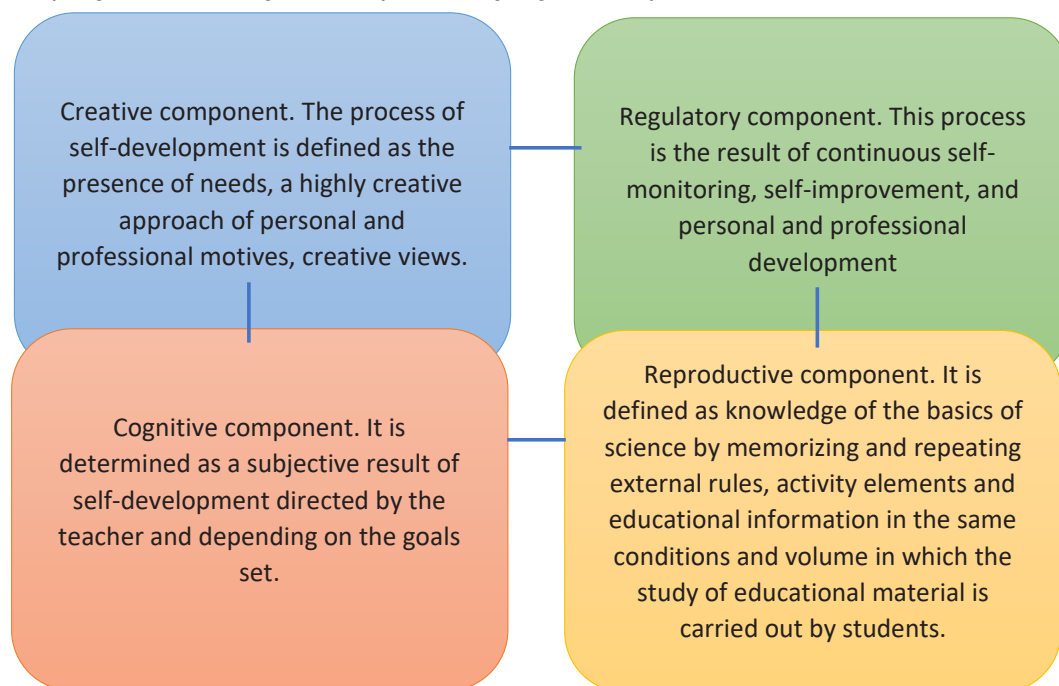 Creative component. The process of
self-development is defined as the
presence of needs, a highly creative
approach of personal and
professional motives, creative views.
Regulatory component. This process
is the result of continuous self-
monitoring, self-improvement, and
personal and professional
development
Cognitive component. It is
determined as a subjective result of
self-development directed by the
teacher and depending on the goals
set.
Reproductive component. It is
defined as knowledge of the basics of
science by memorizing and repeating
external rules, activity elements and
educational information in the same
conditions and volume in which the
study of educational material is
carried out by students.